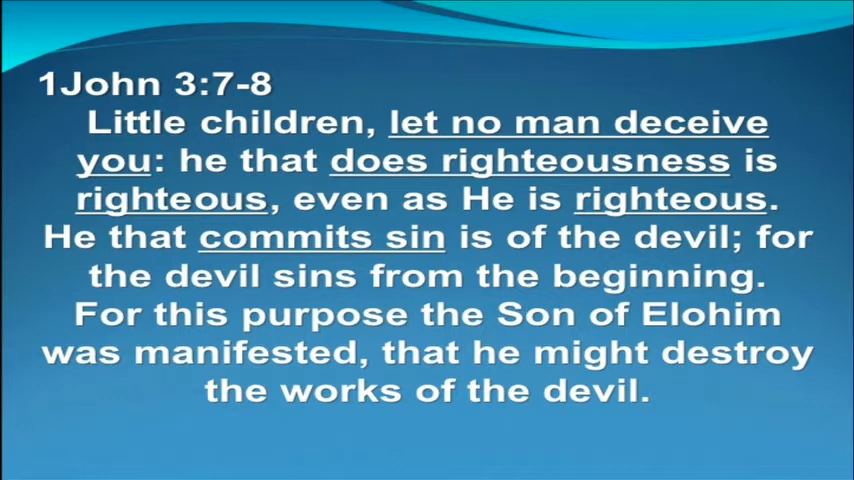 1John 3:7-8
Little children, let no man deceive
you: he that does righteousness is
righteous, even as He is righteous.
He that commits sin is of the devil; for
the devil sins from the beginning.
For this purpose the Son of Elohim
was manifested, that he might destroy
the works of the devil.